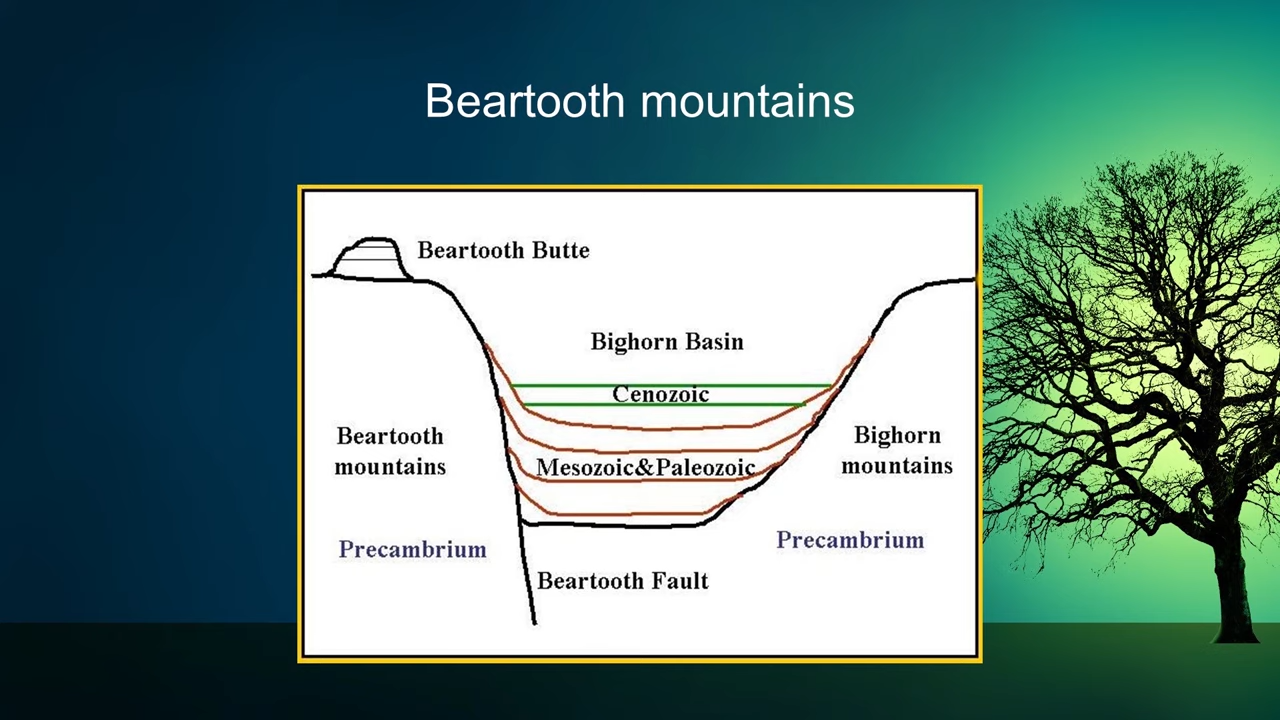 Beartooth mountains
Beartooth Butte
Bighorn Basin
Cenozoic
Beartooth
mountains
Mesozoic&Paleozoic
Bighorn
mountains
Precambrium
Precambrium
Beartooth Fault